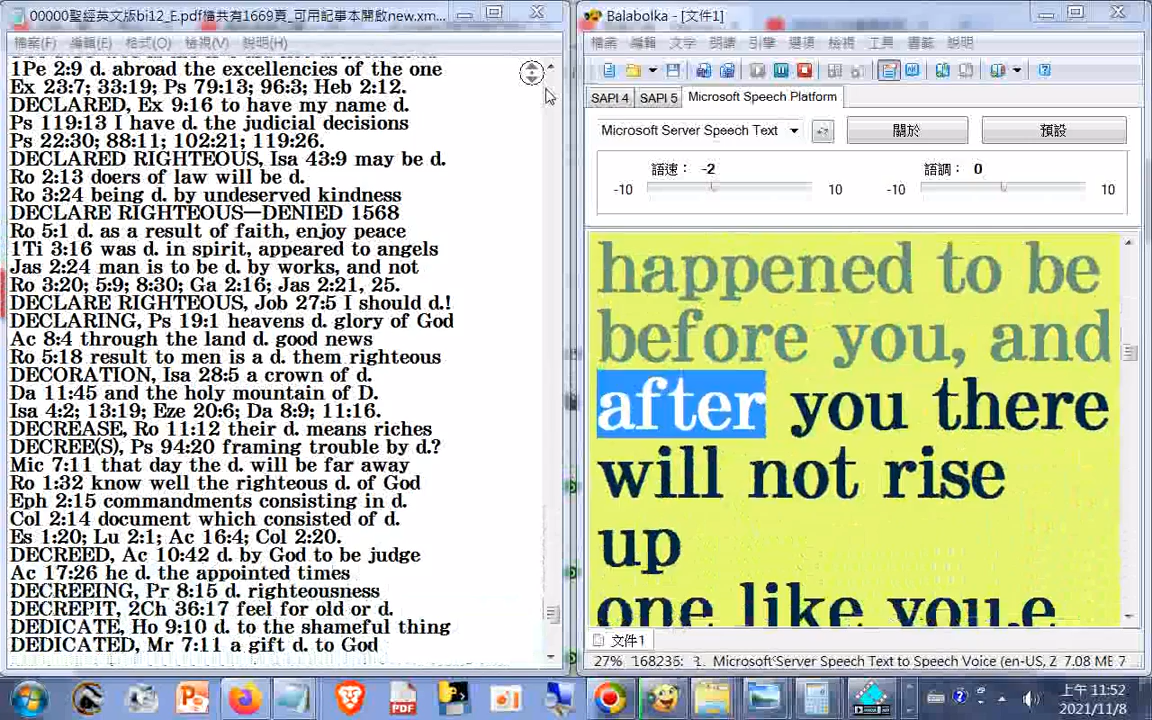 00000聖經英文版bi12_E.pdf檔共有1669頁_可用記事本開啟new.xm...
檔案(F) 編輯(E) 格式(O) 檢視(V) 說明(H)
1Pe 2:9 d. abroad the excellencies of the one
Ex 23:7; 33:19; Ps 79:13; 96:3; Heb 2:12.
DECLARED, Ex 9:16 to have my name d.
Ps 119:13 I have d. the judicial decisions
Ps 22:30; 88:11; 102:21; 119:26.
DECLARED RIGHTEOUS, Isa 43:9 may be d.
Ro 2:13 doers of law will be d.
Ro 3:24 being d. by undeserved kindness
DECLARE RIGHTEOUS—DENIED 1568
Ro 5:1 d. as a result of faith, enjoy peace
1Ti 3:16 was d. in spirit, appeared to angels
Jas 2:24 man is to be d. by works, and not
Ro 3:20; 5:9; 8:30; Ga 2:16; Jas 2:21, 25.
DECLARE RIGHTEOUS, Job 27:5 I should d.!
DECLARING, Ps 19:1 heavens d. glory of God
Ac 8:4 through the land d. good news
Ro 5:18 result to men is a d. them righteous
DECORATION, Isa 28:5 a crown of d.
Da 11:45 and the holy mountain of D.
Isa 4:2; 13:19; Eze 20:6; Da 8:9; 11:16.
DECREASE, Ro 11:12 their d. means riches
DECREE(S), Ps 94:20 framing trouble by d.?
Mic 7:11 that day the d. will be far away
Ro 1:32 know well the righteous d. of God
Eph 2:15 commandments consisting in d.
Col 2:14 document which consisted of d.
Es 1:20; Lu 2:1; Ac 16:4; Col 2:20.
DECREED, Ac 10:42 d. by God to be judge
Ac 17:26 he d. the appointed times
DECREEING, Pr 8:15 d. righteousness
DECREPIT, 2Ch 36:17 feel for old or d.
DEDICATE, Ho 9:10 d. to the shameful thing
DEDICATED, Mr 7:11 a gift d. to God
Balabolka - [文件1]
檔案 編輯 文字 朗讀 引擎 選項 檢視 工具 書籤 說明
SAPI 4 SAPI 5 Microsoft Speech Platform
Microsoft Server Speech Text
關於
預設
語速： -2
語調： 0
-10 10 -10 10
happened to be
before you, and
after you there
will not rise
up
one like you,e
文件1
27% 168235: Microsoft Server Speech Text to Speech Voice (en-US, Z 7.08 MB
上午 11:52
2021/11/8